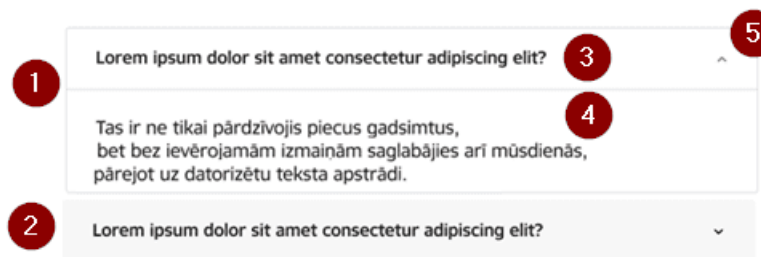 5
Lorem ipsum dolor sit amet consectetur adipiscing elit? 3
1
4
Tas ir ne tikai pārdzīvojis piecus gadsimtus,
bet bez ievērojamām izmaiņām saglabājies arī mūsdienās,
pārejot uz datorizētu teksta apstrādi.
2 Lorem ipsum dolor sit amet consectetur adipiscing elit?